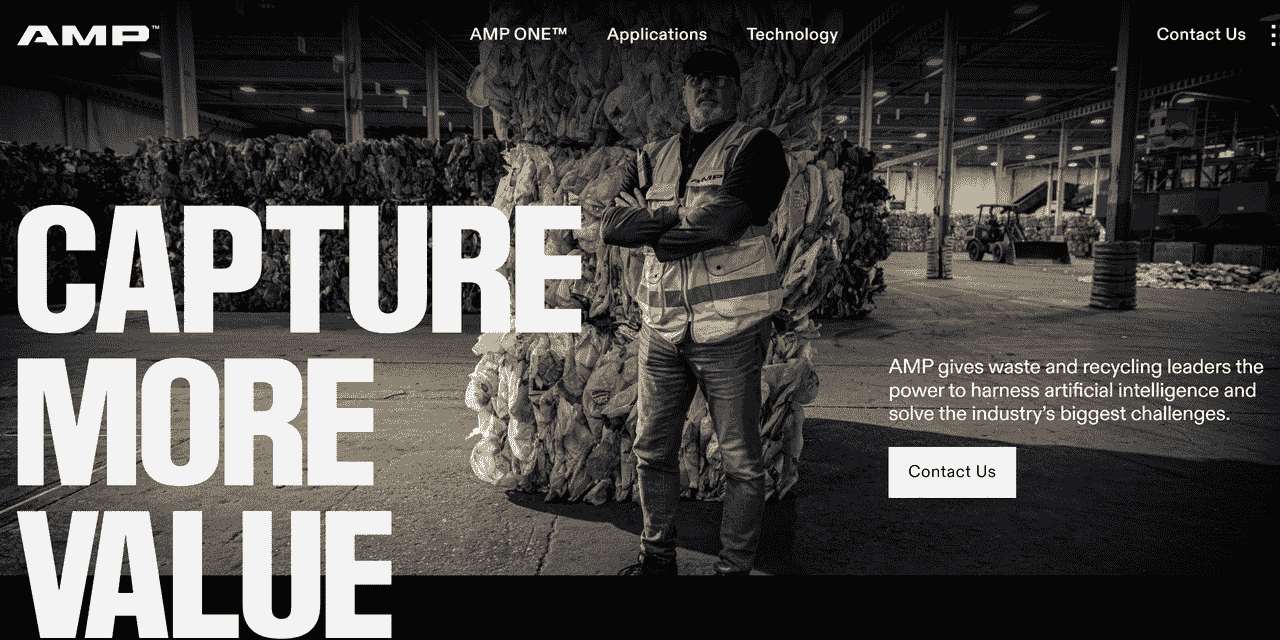 AMP™
AMP ONE™
Applications
Technology
Contact Us
AMP
CAPTURE
MORE
VALUE
AMP gives waste and recycling leaders the
power to harness artificial intelligence and
solve the industry's biggest challenges.
Contact Us